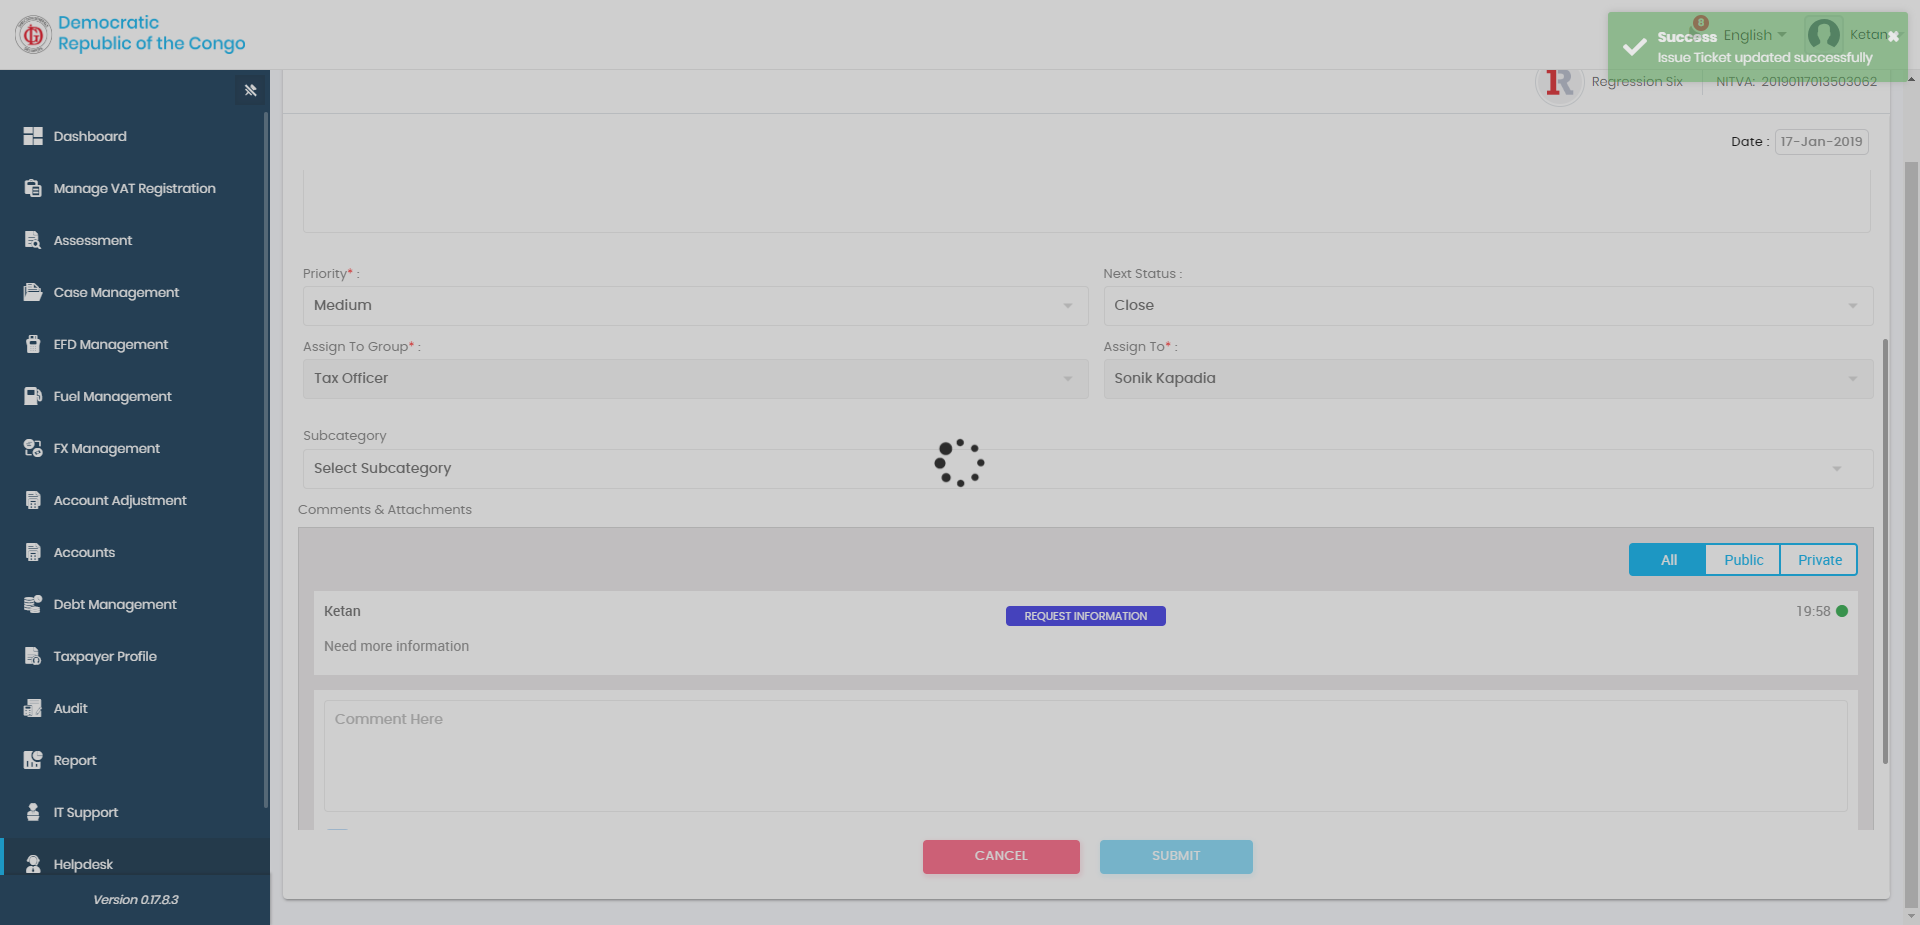 Democratic
Republic of the Congo
8
English
Ketan
Success
Issue Ticket updated successfully
Regression Six
NITVA: 20190117013503062
Date : 17-Jan-2019
Dashboard
Manage VAT Registration
Assessment
Case Management
EFD Management
Fuel Management
FX Management
Account Adjustment
Accounts
Debt Management
Taxpayer Profile
Audit
Report
IT Support
Helpdesk
Version 0.17.8.3
Priority* :
Medium
Next Status :
Close
Assign To Group* :
Tax Officer
Assign To* :
Sonik Kapadia
Subcategory
Select Subcategory
Comments & Attachments
All
Public
Private
Ketan
REQUEST INFORMATION
19:58
Need more information
Comment Here
CANCEL
SUBMIT